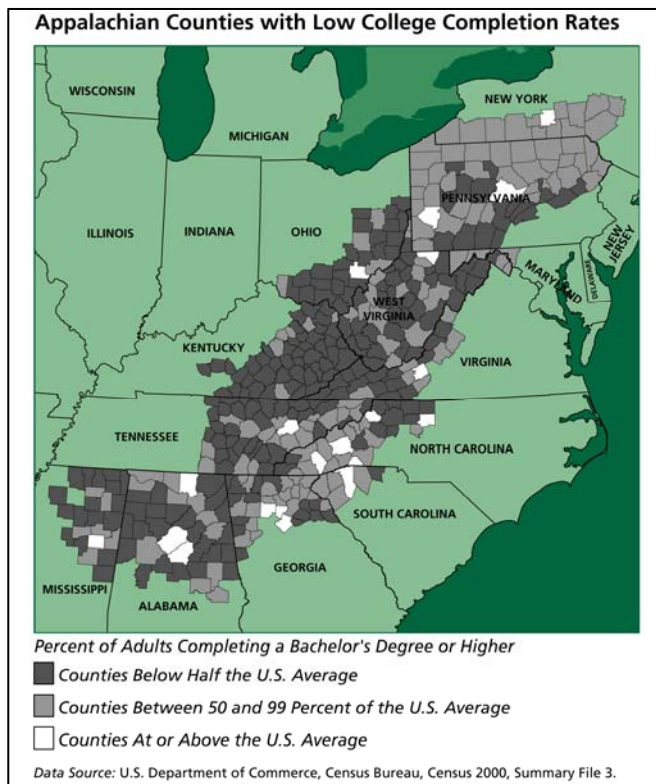 Appalachian Counties with Low College Completion Rates
WISCONSIN
NEW YORK
MICHIGAN
PENNSYLVANIA
ILLINOIS
INDIANA
OHIO
NEW JERSEY
MARYLAND
DELAWARE
WEST
VIRGINIA
KENTUCKY
VIRGINIA
TENNESSEE
NORTH CAROLINA
SOUTH CAROLINA
GEORGIA
MISSISSIPPI
ALABAMA
Percent of Adults Completing a Bachelor's Degree or Higher
Counties Below Half the U.S. Average
Counties Between 50 and 99 Percent of the U.S. Average
Counties At or Above the U.S. Average
Data Source: U.S. Department of Commerce, Census Bureau, Census 2000, Summary File 3.